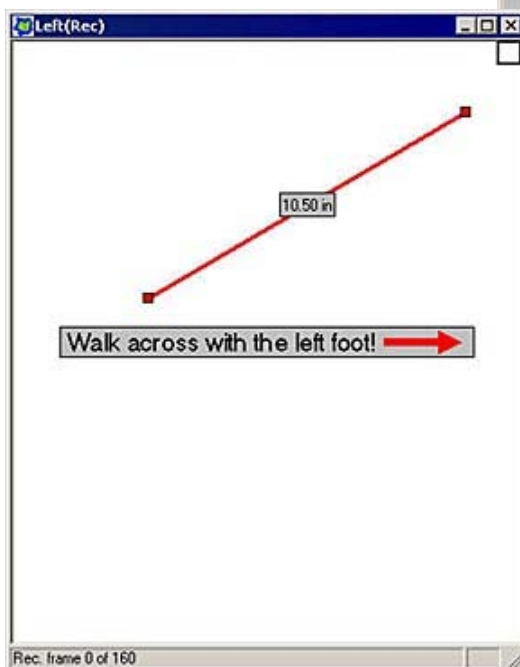 Left(Rec)
10.50 in
Walk across with the left foot!
Rec. frame 0 of 160